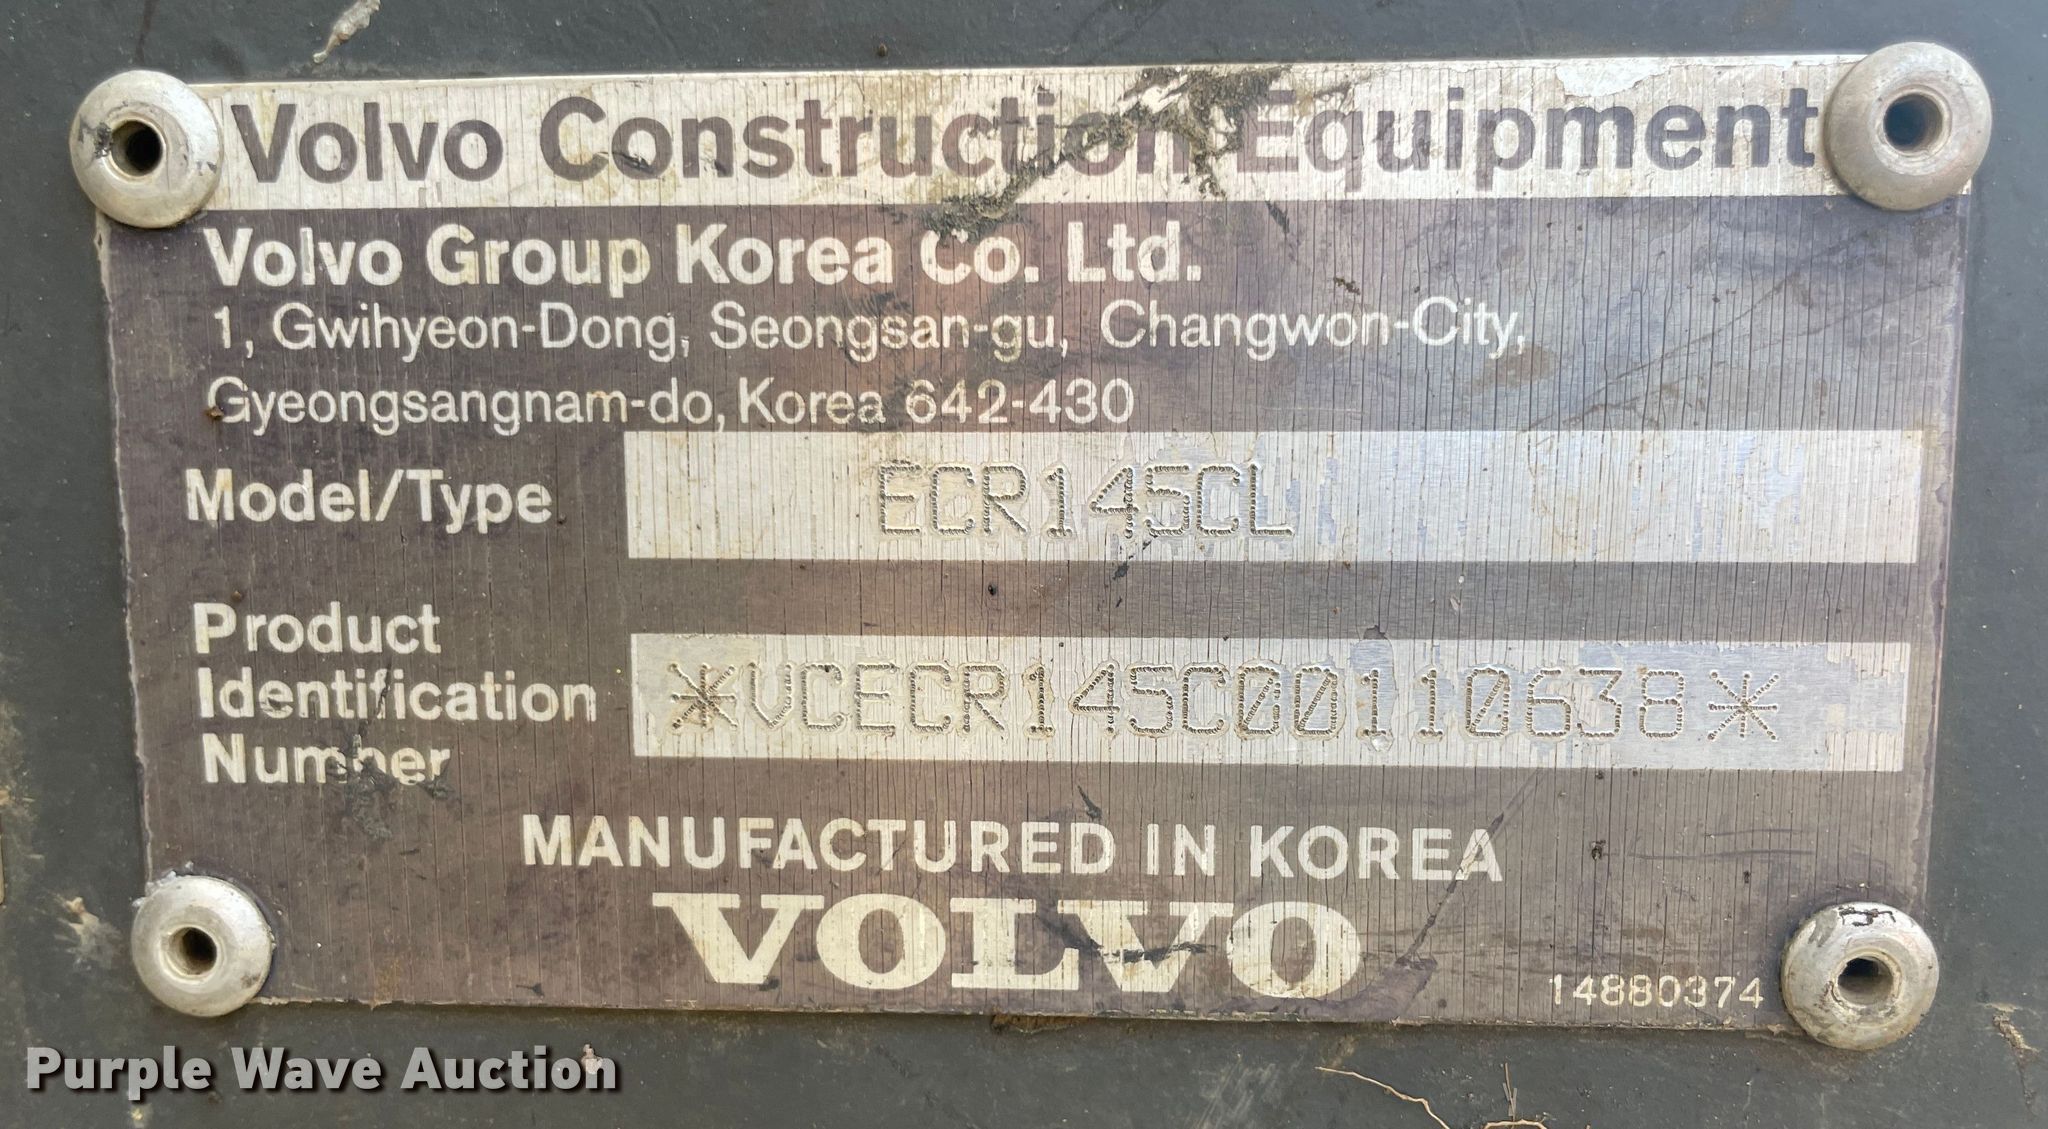 Volvo Construction Equipment
Volvo Group Korea Co. Ltd.
1, Gwihyeon-Dong, Seongsan-gu, Changwon-City,
Gyeongsangnam-do, Korea 642-430
Model/Type ECR145CL
Product
Identification
Number
*VCECR145C00110638*
MANUFACTURED IN KOREA
VOLVO
14880374
Purple Wave Auction